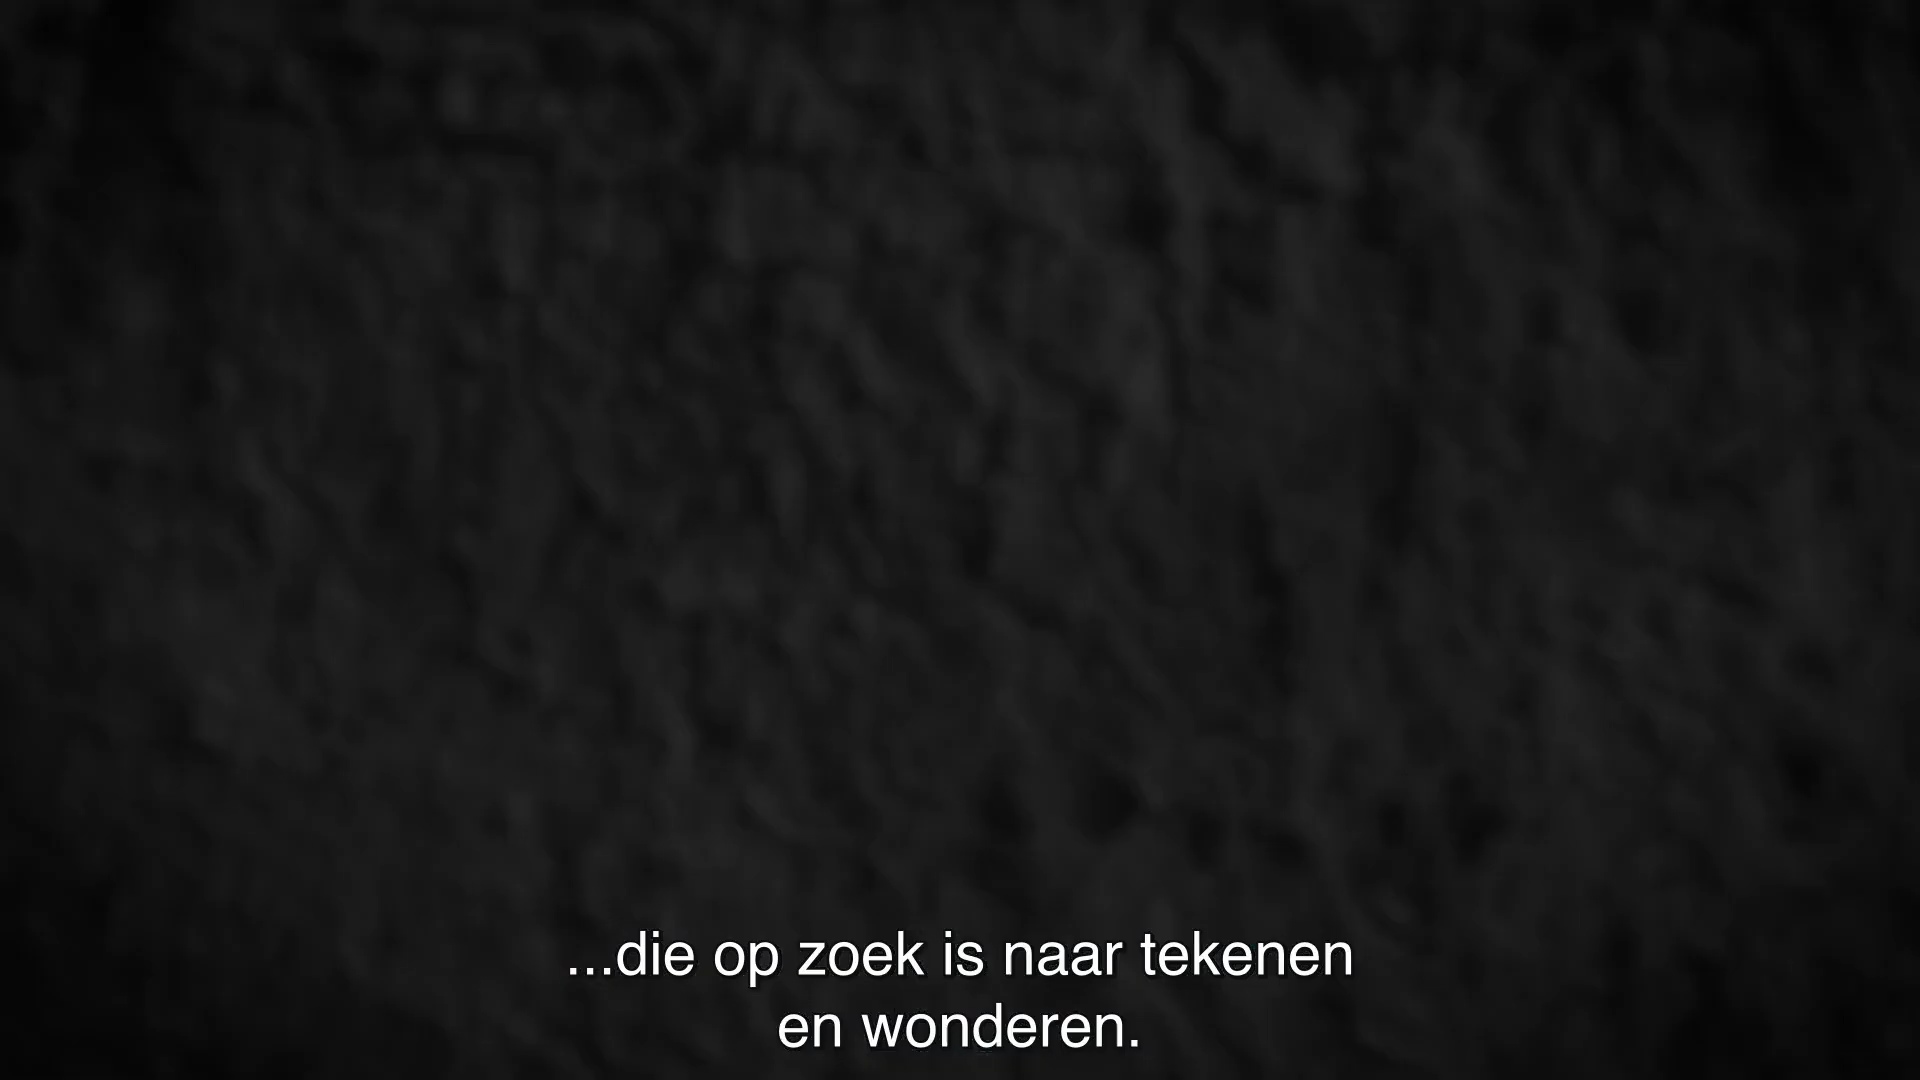 ...die op zoek is naar tekenen
en wonderen.